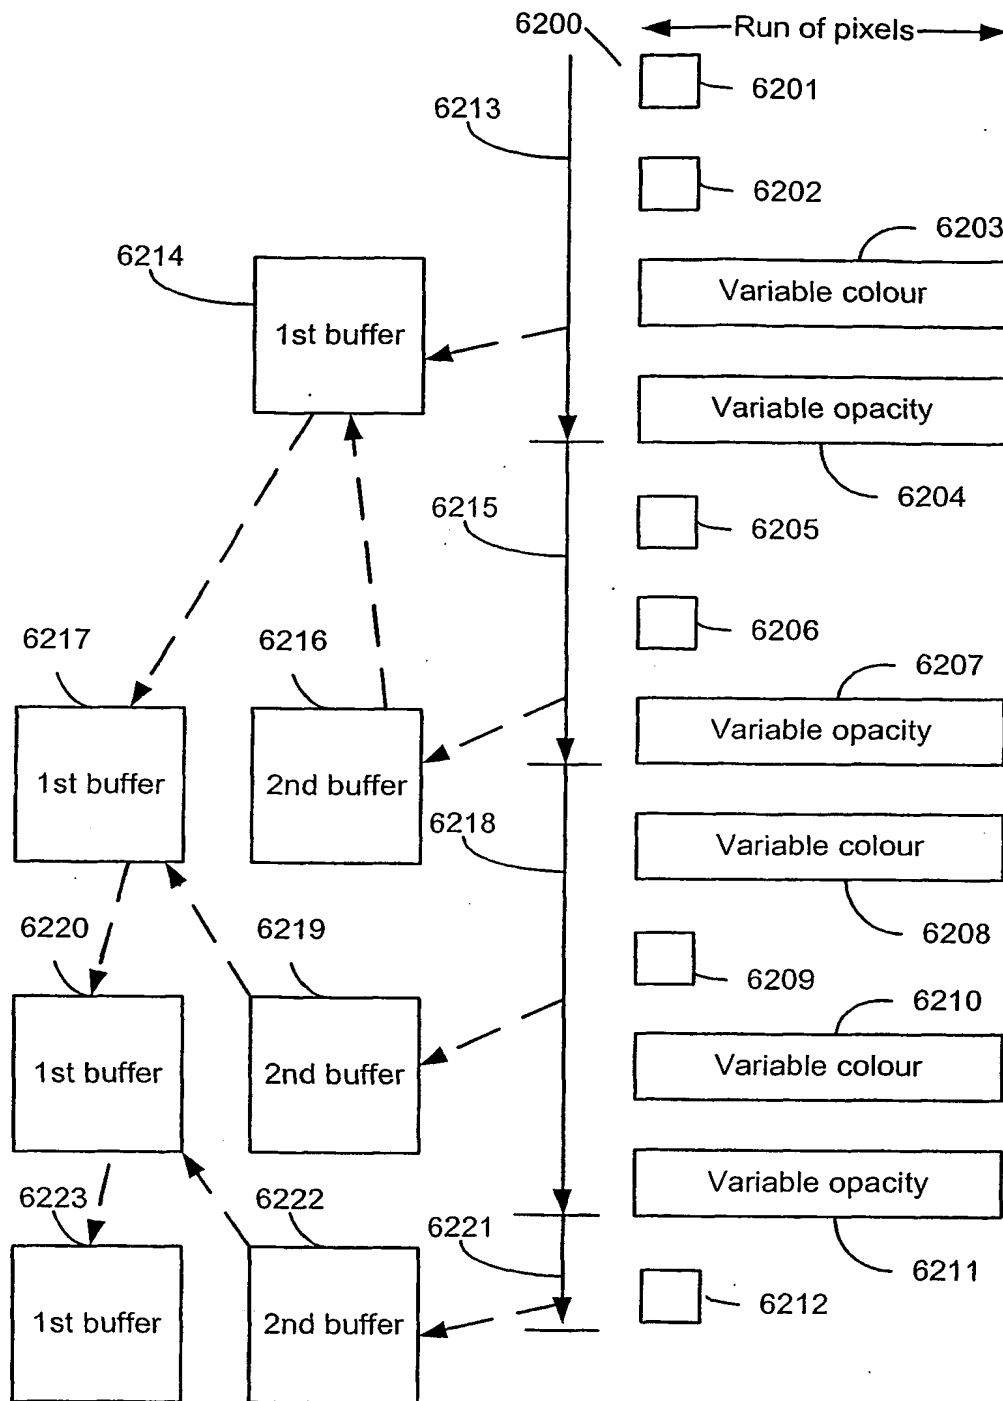 6200
Run of pixels
6201
6213
6202
6203
6214
Variable colour
1st buffer
Variable opacity
6204
6215
6205
6206
6217
6216
6207
Variable opacity
1st buffer
2nd buffer
6218
Variable colour
6208
6220
6219
6209
6210
1st buffer
2nd buffer
Variable colour
Variable opacity
6223
6222
6221
6211
6212
1st buffer
2nd buffer